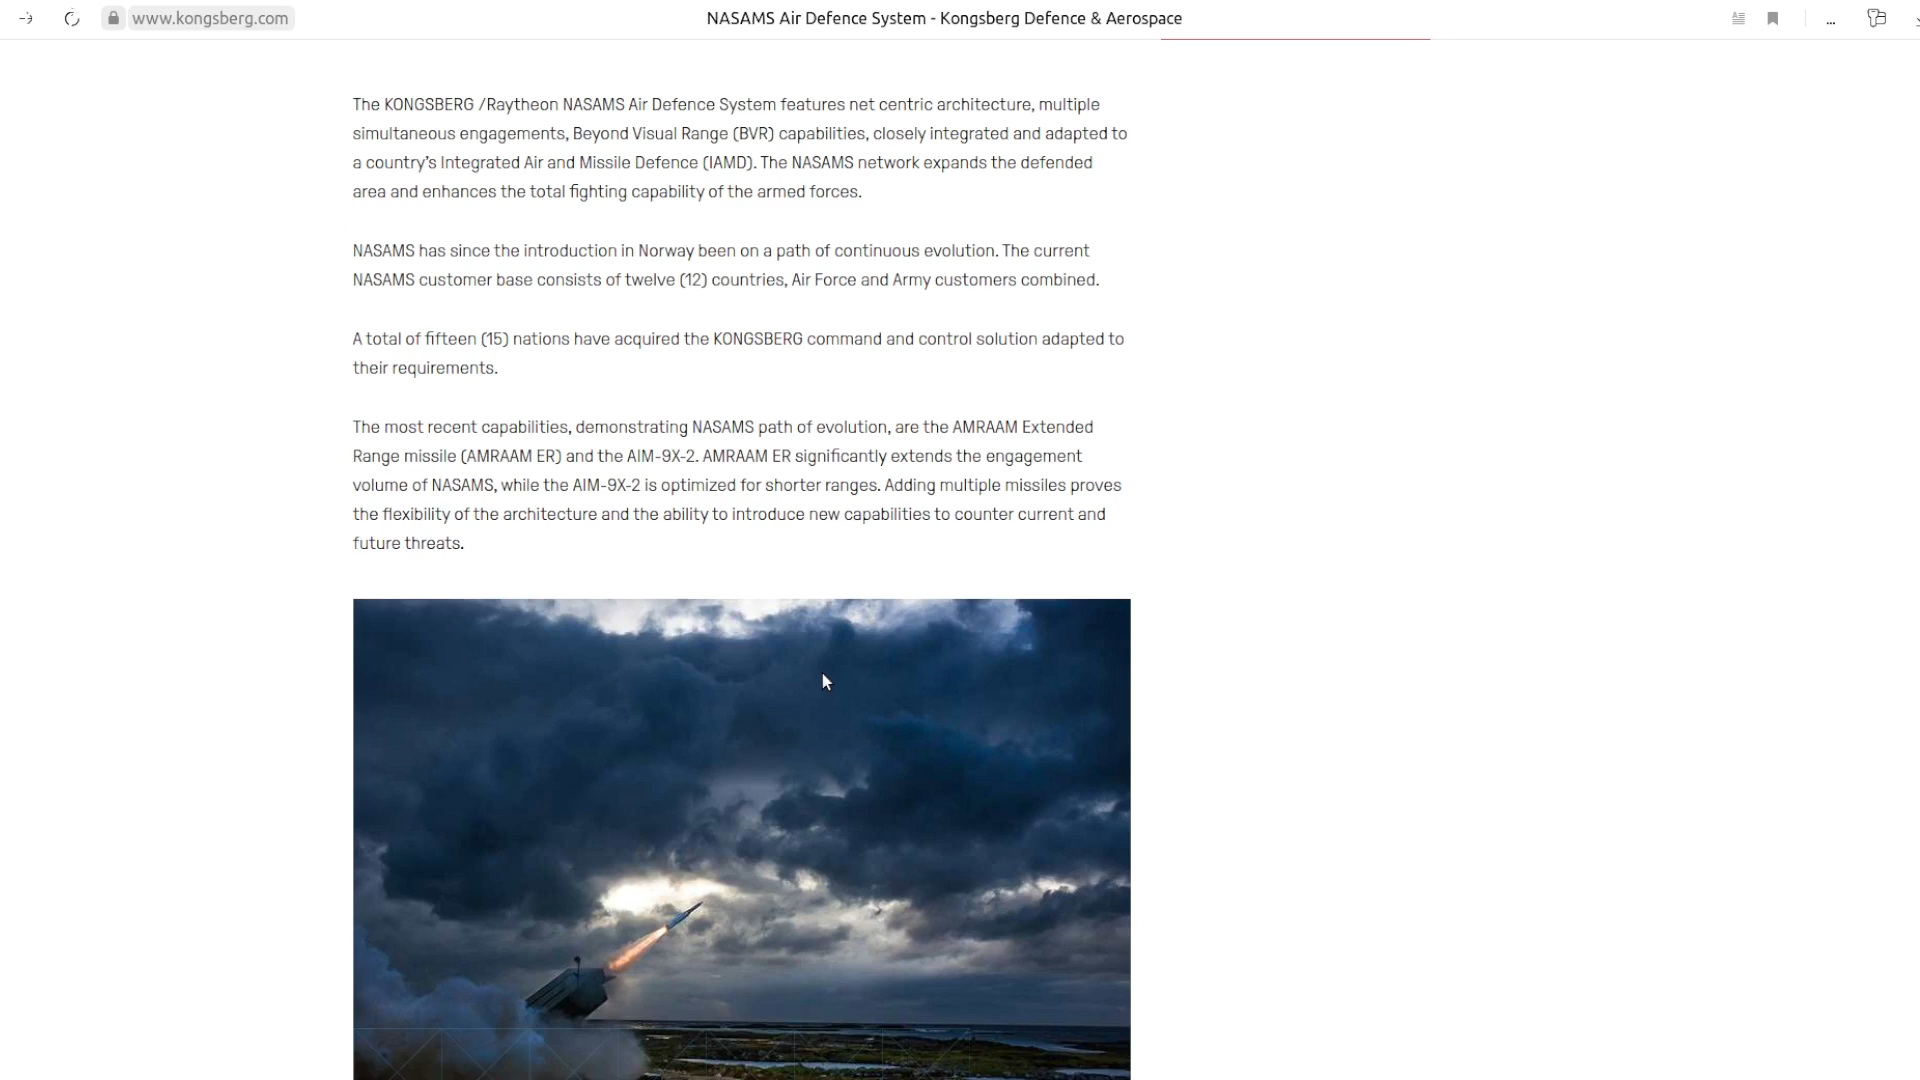 www.kongsberg.com
NASAMS Air Defence System - Kongsberg Defence & Aerospace
...
The KONGSBERG /Raytheon NASAMS Air Defence System features net centric architecture, multiple
simultaneous engagements, Beyond Visual Range (BVR) capabilities, closely integrated and adapted to
a country's Integrated Air and Missile Defence (IAMD). The NASAMS network expands the defended
area and enhances the total fighting capability of the armed forces.
NASAMS has since the introduction in Norway been on a path of continuous evolution. The current
NASAMS customer base consists of twelve (12) countries, Air Force and Army customers combined.
A total of fifteen (15) nations have acquired the KONGSBERG command and control solution adapted to
their requirements.
The most recent capabilities, demonstrating NASAMS path of evolution, are the AMRAAM Extended
Range missile (AMRAAM ER) and the AIM-9X-2. AMRAAM ER significantly extends the engagement
volume of NASAMS, while the AIM-9X-2 is optimized for shorter ranges. Adding multiple missiles proves
the flexibility of the architecture and the ability to introduce new capabilities to counter current and
future threats.